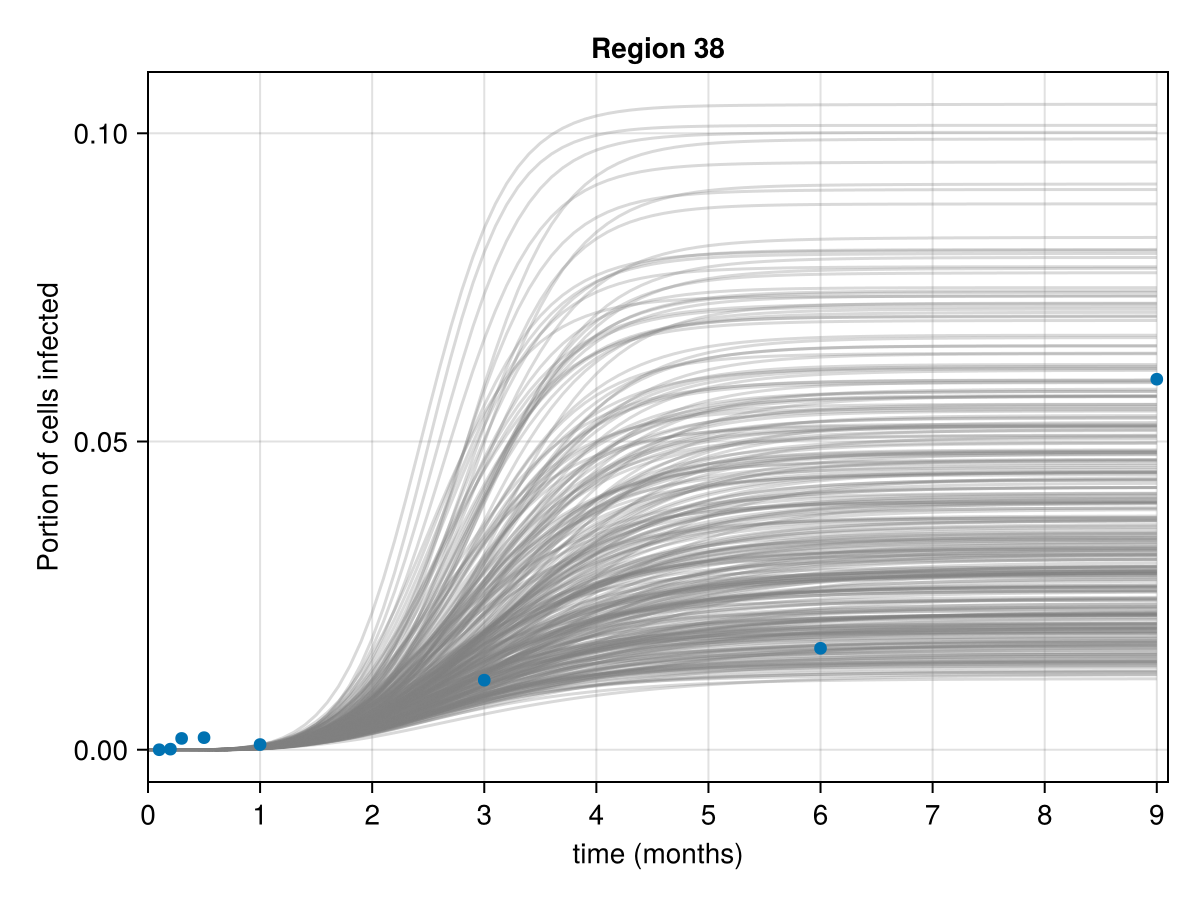 Region 38
Portion of cells infected
0.10
0.05
0.00
0 1 2 3 4 5 6 7 8 9
time (months)